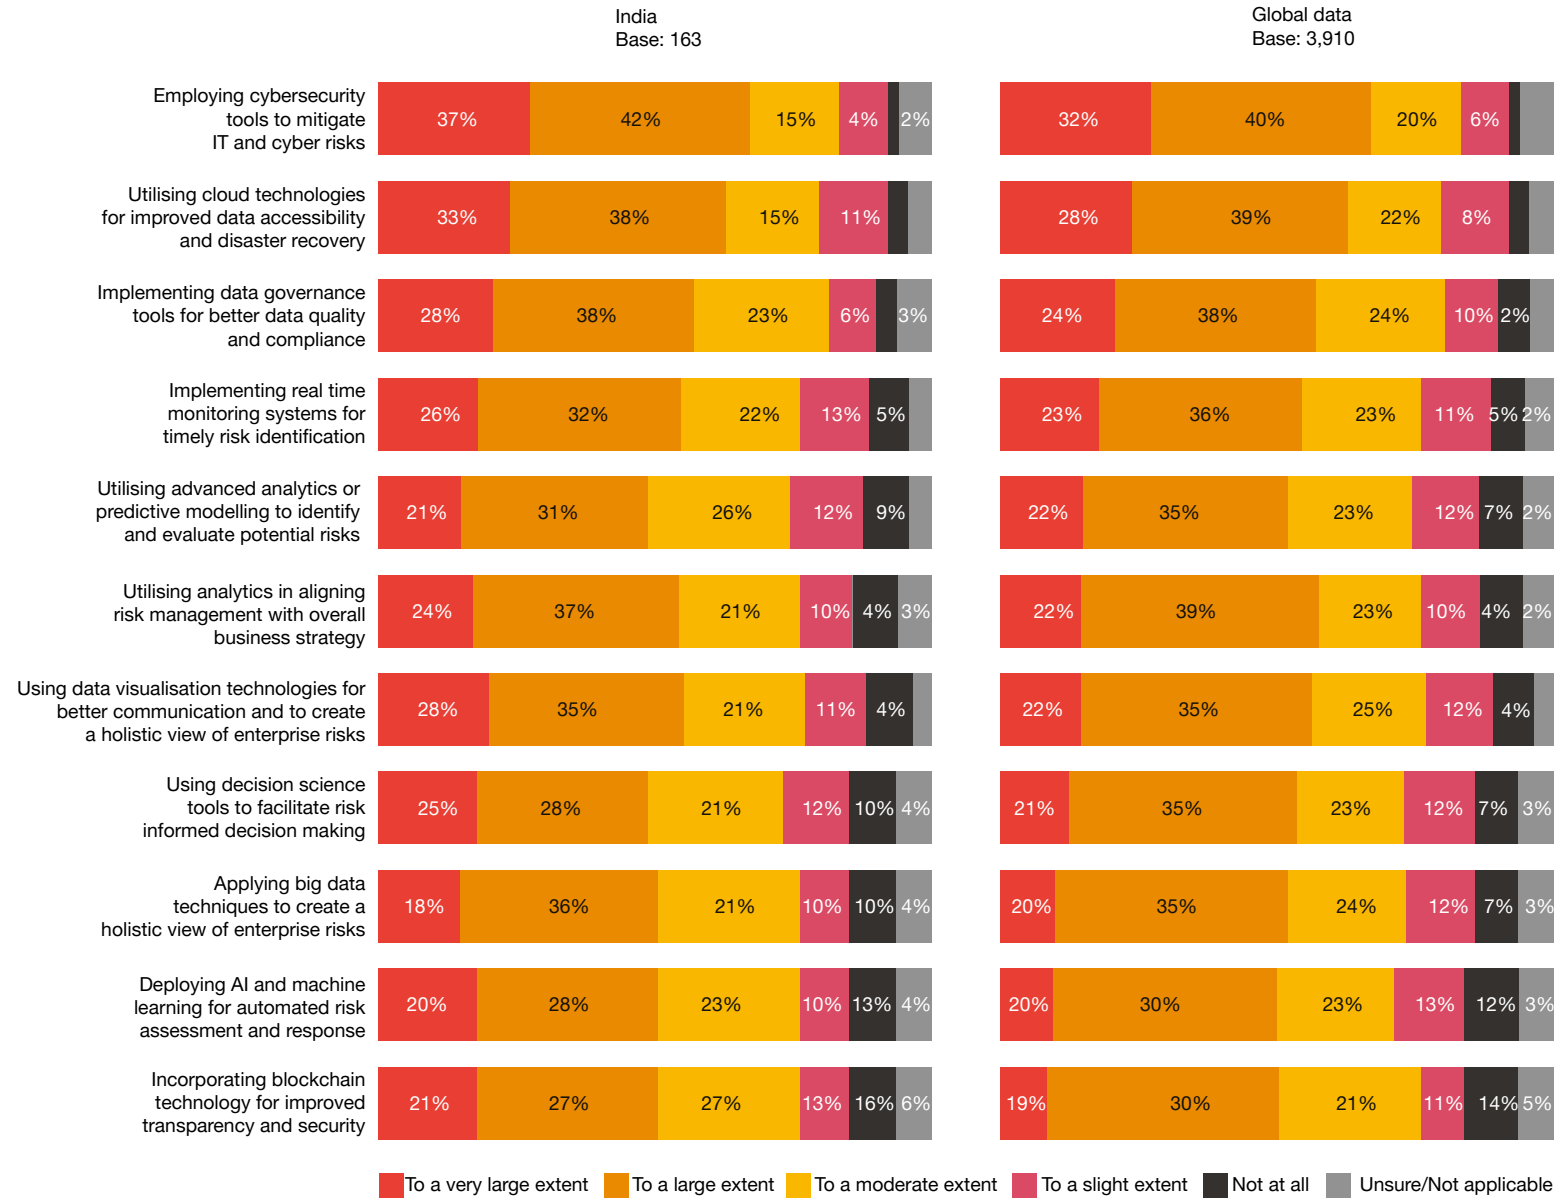 India
Base: 163
Global data
Base: 3,910
Employing cybersecurity
tools to mitigate
IT and cyber risks
37% 42% 15% 4% 2%
32% 40% 20% 6%
Utilising cloud technologies
for improved data accessibility
and disaster recovery
33% 38% 15% 11%
28% 39% 22% 8%
Implementing data governance
tools for better data quality
and compliance
28% 38% 23% 6% 3%
24% 38% 24% 10% 2%
Implementing real time
monitoring systems for
timely risk identification
26% 32% 22% 13% 5%
23% 36% 23% 11% 5% 2%
Utilising advanced analytics or
predictive modelling to identify
and evaluate potential risks
21% 31% 26% 12% 9%
22% 35% 23% 12% 7% 2%
Utilising analytics in aligning
risk management with overall
business strategy
24% 37% 21% 10% 4% 3%
22% 39% 23% 10% 4% 2%
Using data visualisation technologies for
better communication and to create
a holistic view of enterprise risks
28% 35% 21% 11% 4%
22% 35% 25% 12% 4%
Using decision science
tools to facilitate risk
informed decision making
25% 28% 21% 12% 10% 4%
21% 35% 23% 12% 7% 3%
Applying big data
techniques to create a
holistic view of enterprise risks
18% 36% 21% 10% 10% 4%
20% 35% 24% 12% 7% 3%
Deploying AI and machine
learning for automated risk
assessment and response
20% 28% 23% 10% 13% 4%
20% 30% 23% 13% 12% 3%
Incorporating blockchain
technology for improved
transparency and security
21% 27% 27% 13% 16% 6%
19% 30% 21% 11% 14% 5%
To a very large extent To a large extent To a moderate extent To a slight extent Not at all Unsure/Not applicable